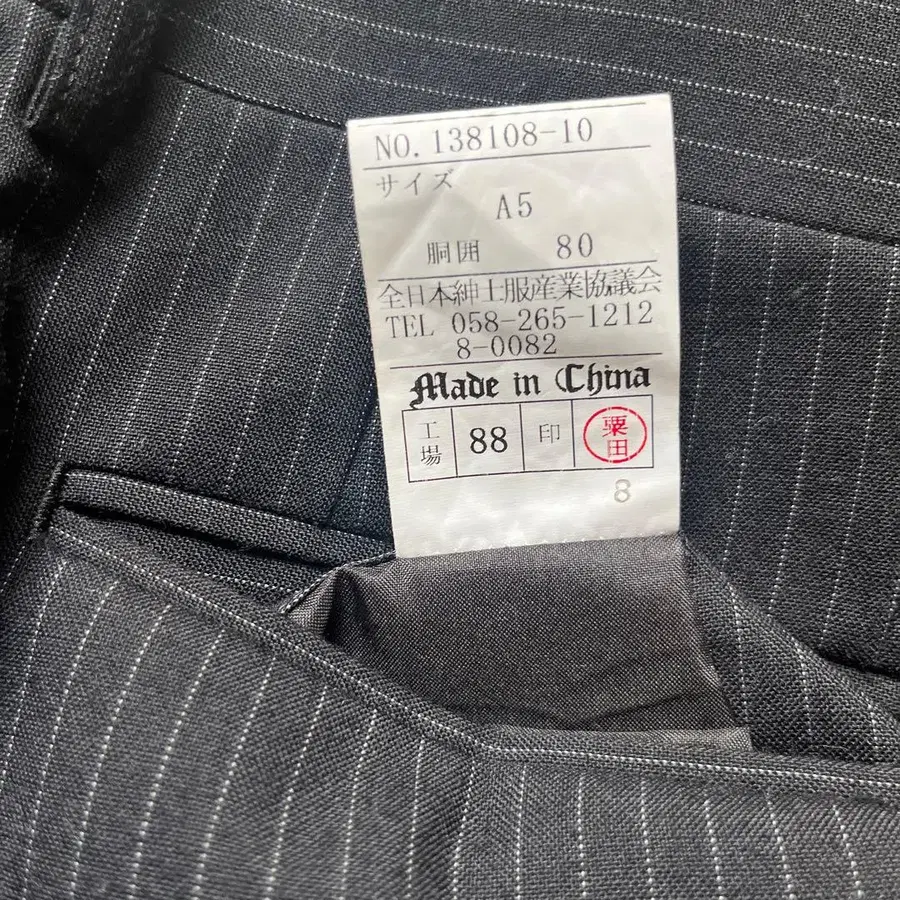 NO. 138108-10
サイズ
A5
胴囲 80
全日本紳士服産業協議会
TEL 058-265-1212
8-0082
Made in China
工場 88 印 粟田
8